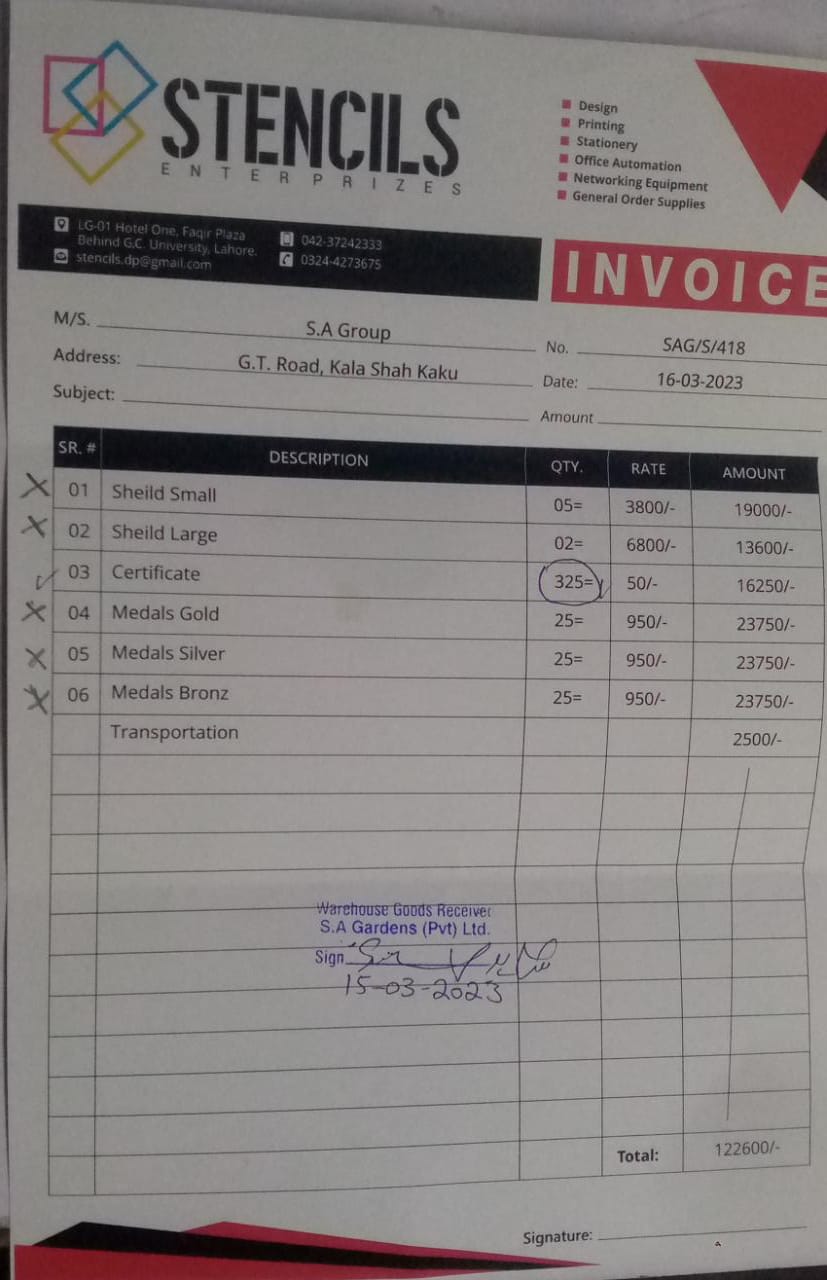 STENCILS
ENTERPRIZES
Design
Printing
Stationery
Office Automation
Networking Equipment
General Order Supplies
LG-01 Hotel One, Faqir Plaza
Behind G.C. University, Lahore.
stencils.dp@gmail.com
042-37242333
0324-4273675
INVOICE
M/S. S.A Group
No. SAG/S/418
Address: G.T. Road, Kala Shah Kaku
Date: 16-03-2023
Subject:
Amount
SR. # DESCRIPTION QTY. RATE AMOUNT
01 Sheild Small 05= 3800/- 19000/-
02 Sheild Large 02= 6800/- 13600/-
03 Certificate 325= 50/- 16250/-
04 Medals Gold 25= 950/- 23750/-
05 Medals Silver 25= 950/- 23750/-
06 Medals Bronz 25= 950/- 23750/-
Transportation 2500/-
Warehouse Goods Receiver
S.A Gardens (Pvt) Ltd.
Sign
15-03-2023
Total: 122600/-
Signature: